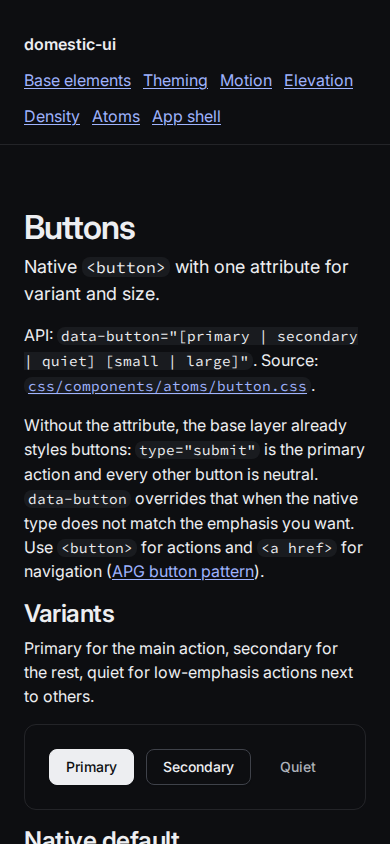 domestic-ui
Base elements Theming Motion Elevation
Density Atoms App shell
Buttons
Native <button> with one attribute for
variant and size.
API: data-button="[primary | secondary
| quiet] [small | large]". Source:
css/components/atoms/button.css.
Without the attribute, the base layer already
styles buttons: type="submit" is the primary
action and every other button is neutral.
data-button overrides that when the native
type does not match the emphasis you want.
Use <button> for actions and <a href> for
navigation (APG button pattern).
Variants
Primary for the main action, secondary for
the rest, quiet for low-emphasis actions next
to others.
Primary Secondary Quiet
Native default